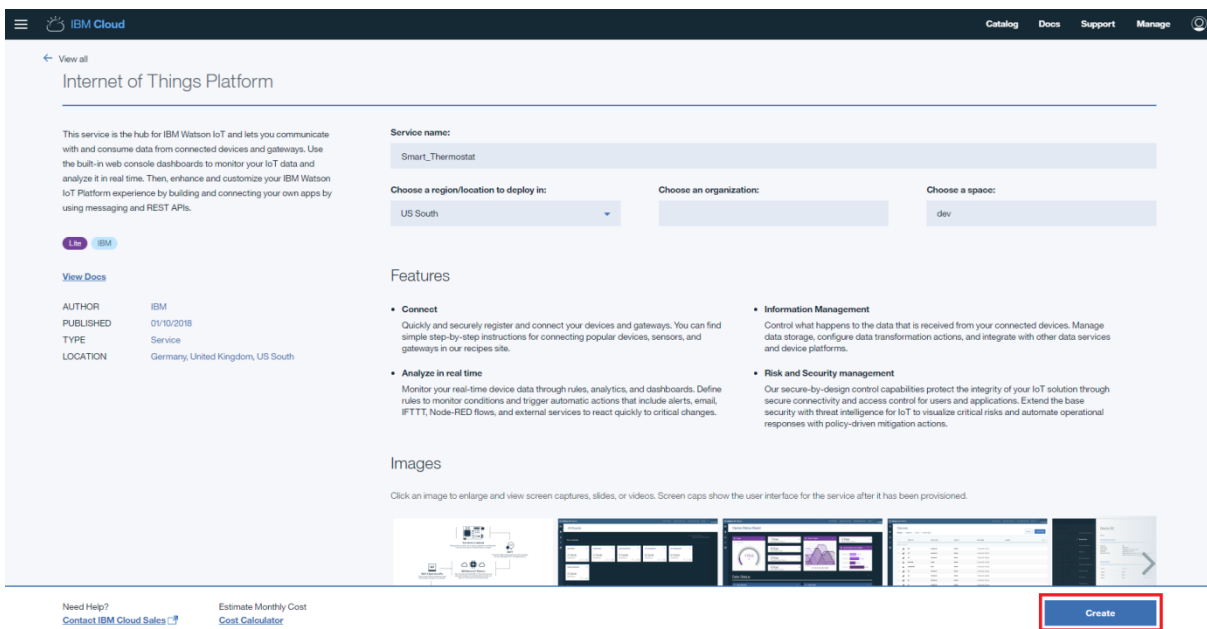 IBM Cloud
Catalog Docs Support Manage
View all
Internet of Things Platform
This service is the hub for IBM Watson IoT and lets you communicate
with and consume data from connected devices and gateways. Use
the built-in web console dashboards to monitor your IoT data and
analyze it in real time. Then, enhance and customize your IBM Watson
IoT Platform experience by building and connecting your own apps by
using messaging and REST APIs.
Lite IBM
View Docs
AUTHOR IBM
PUBLISHED 01/10/2018
TYPE Service
LOCATION Germany, United Kingdom, US South
Service name:
Smart_Thermostat
Choose a region/location to deploy in: Choose an organization: Choose a space:
US South dev
Features
• Connect
Quickly and securely register and connect your devices and gateways. You can find
simple step-by-step instructions for connecting popular devices, sensors, and
gateways in our recipes site.
• Analyze in real time
Monitor your real-time device data through rules, analytics, and dashboards. Define
rules to monitor conditions and trigger automatic actions that include alerts, email,
IFTTT, Node-RED flows, and external services to react quickly to critical changes.
• Information Management
Control what happens to the data that is received from your connected devices. Manage
data storage, configure data transformation actions, and integrate with other data services
and device platforms.
• Risk and Security management
Our secure-by-design control capabilities protect the integrity of your IoT solution through
secure connectivity and access control for users and applications. Extend the base
security with threat intelligence for IoT to visualize critical risks and automate operational
responses with policy-driven mitigation actions.
Images
Click an image to enlarge and view screen captures, slides, or videos. Screen caps show the user interface for the service after it has been provisioned.
Need Help?
Contact IBM Cloud Sales
Estimate Monthly Cost
Cost Calculator
Create